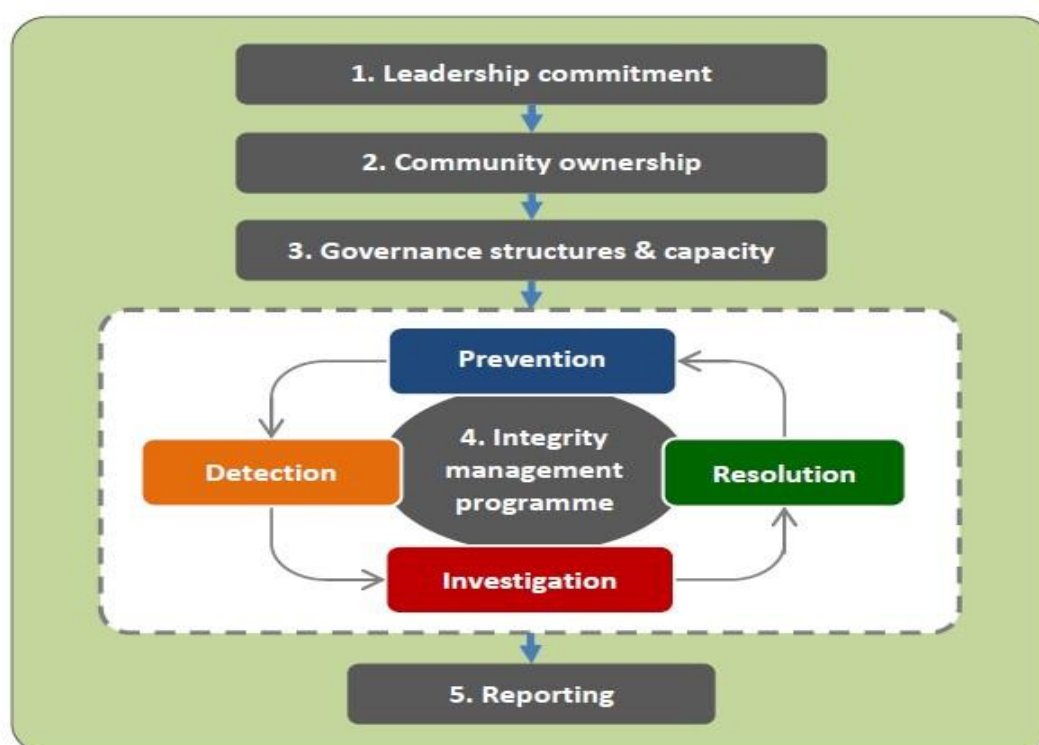 1. Leadership commitment
2. Community ownership
3. Governance structures & capacity
Prevention
4. Integrity
management
programme
Detection
Resolution
Investigation
5. Reporting